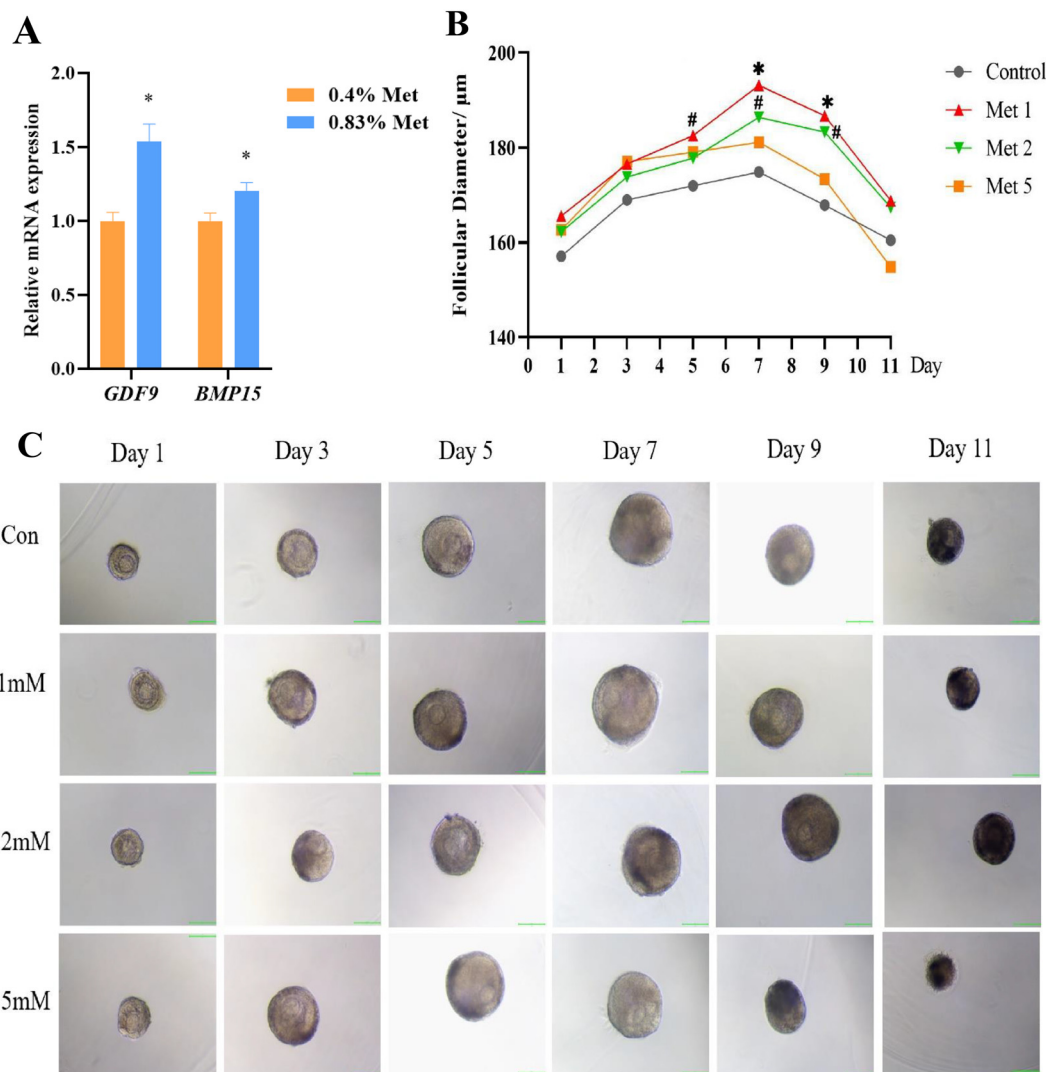 A
Relative mRNA expression
2.0
1.5
1.0
0.5
0.0
*
*
GDF9
BMP15
0.4% Met
0.83% Met
B
Follicular Diameter/ μm
200
180
160
140
#
*
#
*
#
0 1 2 3 4 5 6 7 8 9 10 11 Day
Control
Met 1
Met 2
Met 5
C
Day 1 Day 3 Day 5 Day 7 Day 9 Day 11
Con
1mM
2mM
5mM